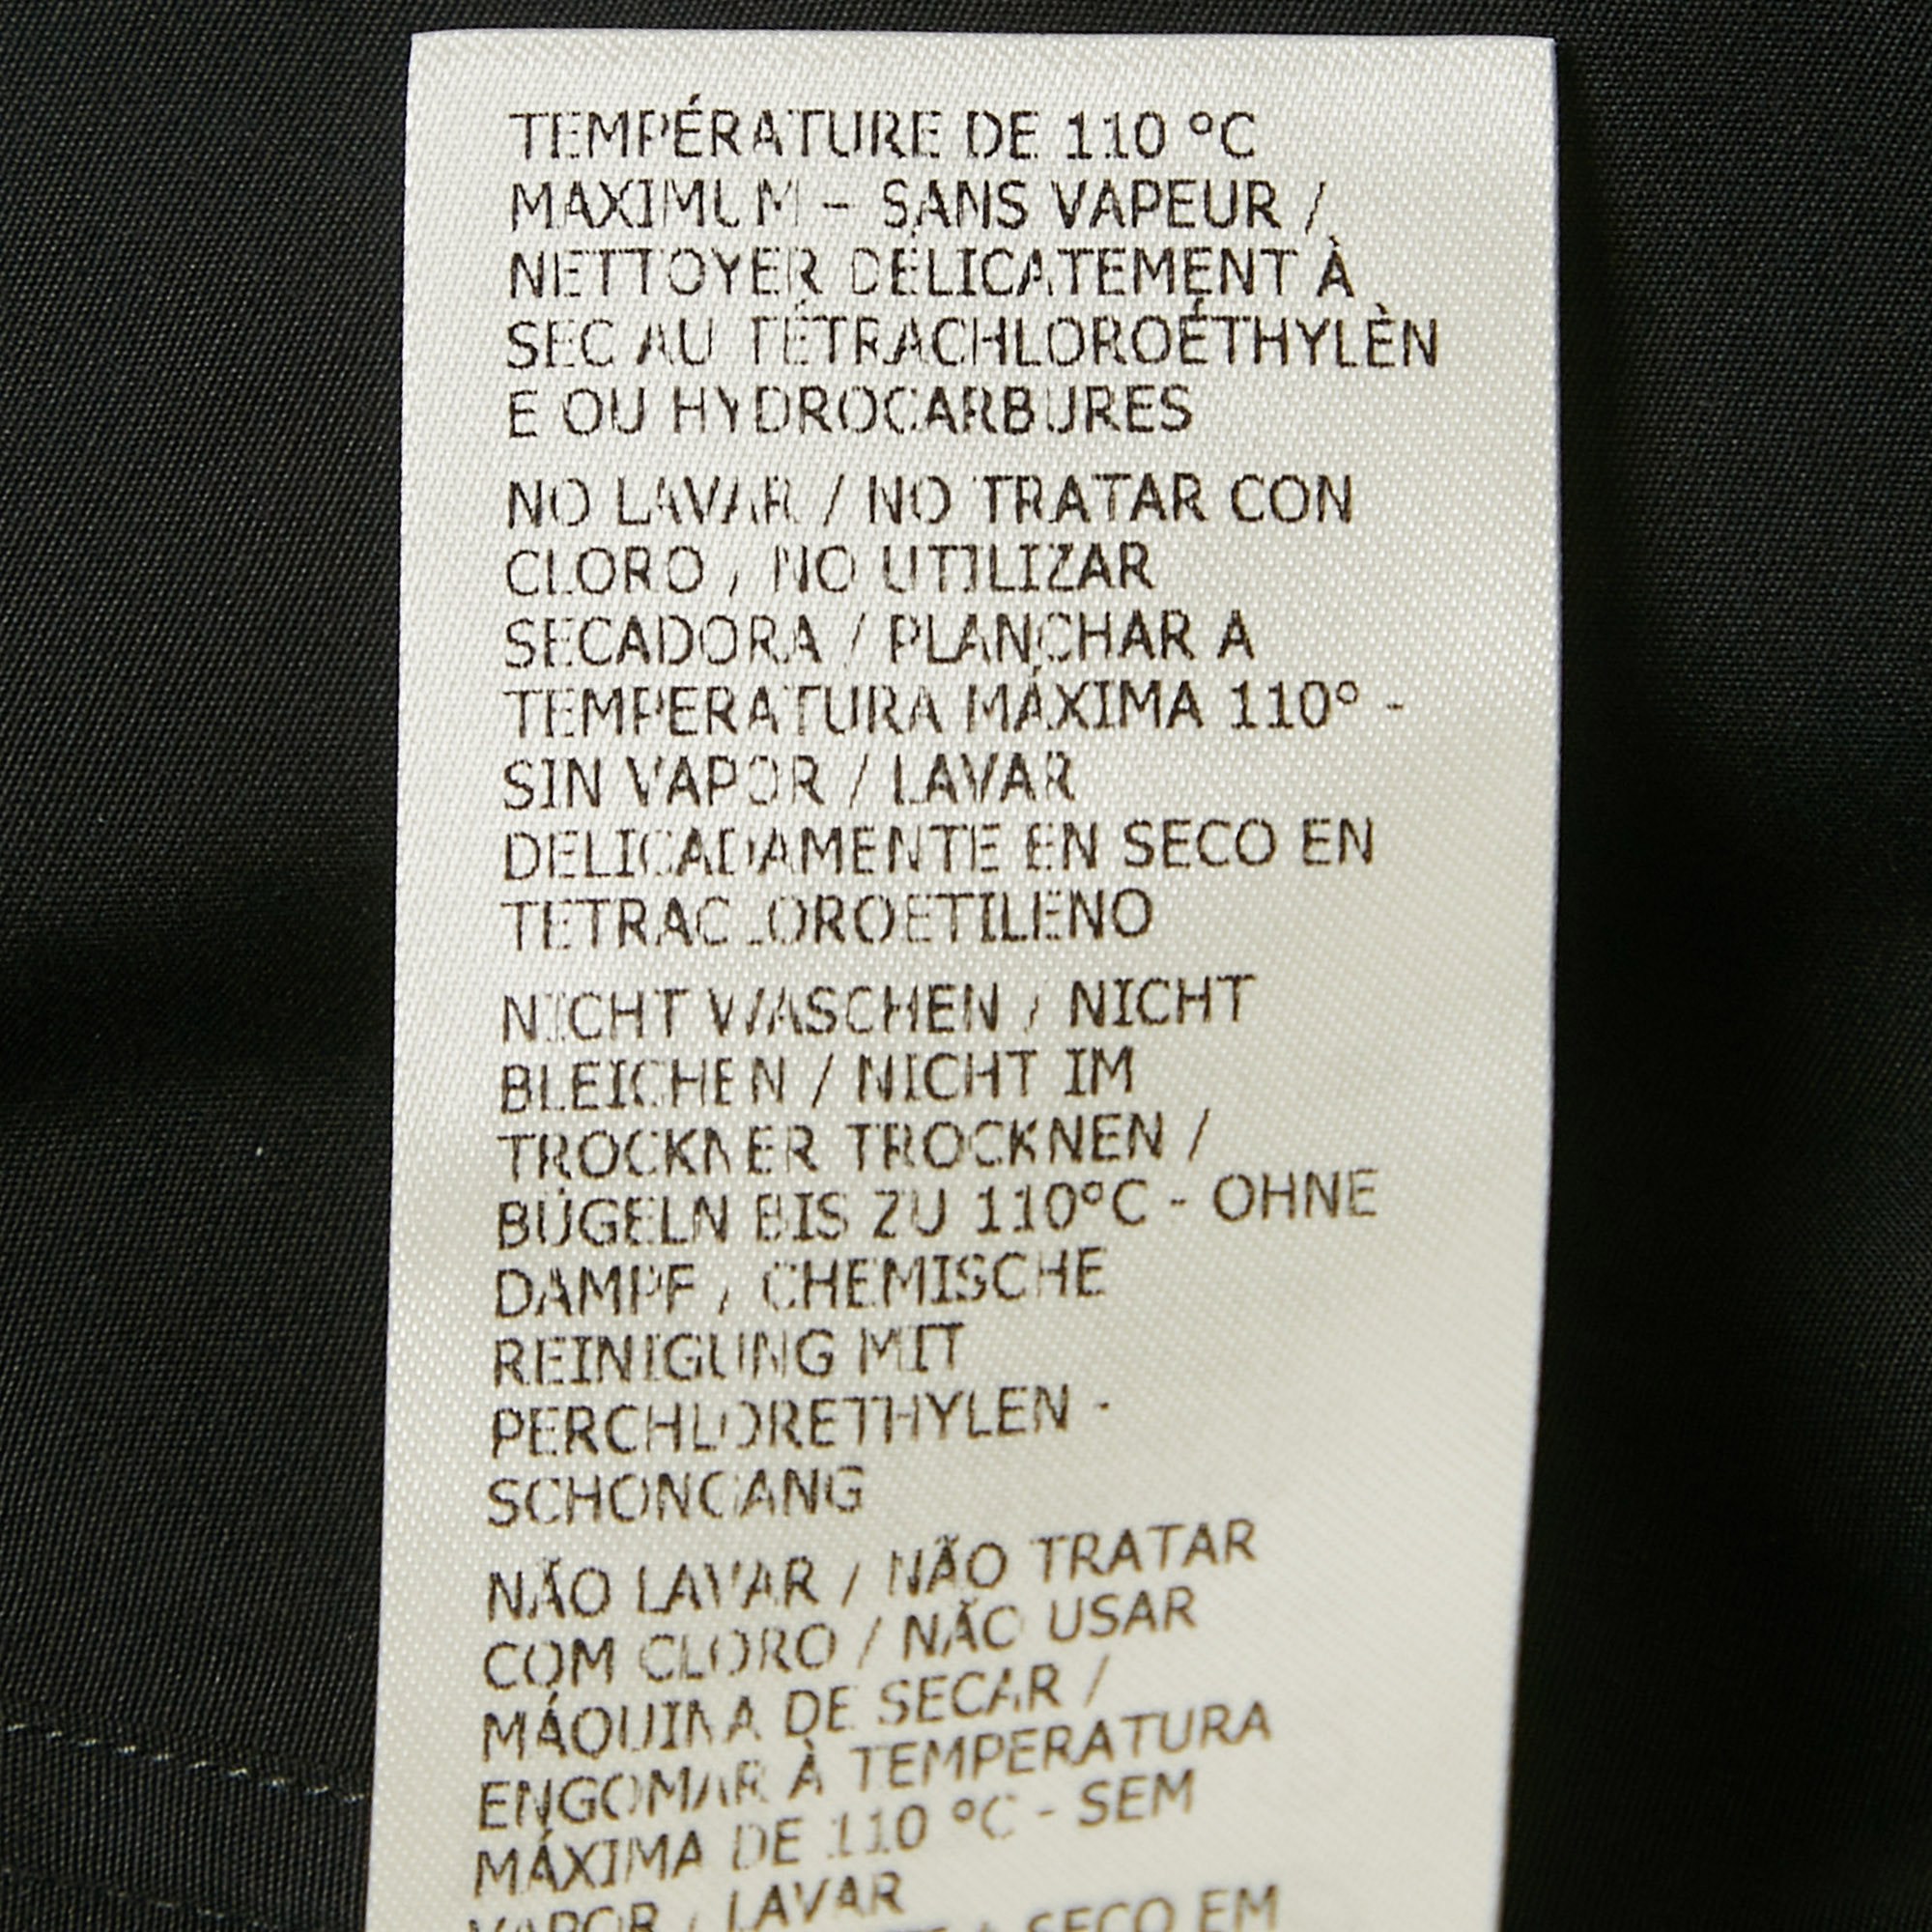 TEMPÉRATURE DE 110 °C
MAXIMUM – SANS VAPEUR /
NETTOYER DÉLICATEMENT À
SEC AU TÉTRACHLOROÉTHYLÈN
E OU HYDROCARBURES
NO LAVAR / NO TRATAR CON
CLORO / NO UTILIZAR
SECADORA / PLANCHAR A
TEMPERATURA MÁXIMA 110° -
SIN VAPOR / LAVAR
DELICADAMENTE EN SECO EN
TETRACLOROETILENO
NICHT WASCHEN / NICHT
BLEICHEN / NICHT IM
TROCKNER TROCKNEN /
BÜGELN BIS ZU 110°C - OHNE
DAMPF / CHEMISCHE
REINIGUNG MIT
PERCHLORETHYLEN -
SCHONGANG
NÃO LAVAR / NÃO TRATAR
COM CLORO / NÃO USAR
MÁQUINA DE SECAR /
ENGOMAR À TEMPERATURA
MÁXIMA DE 110 °C - SEM
VAPOR / LAVAR
SECO EM